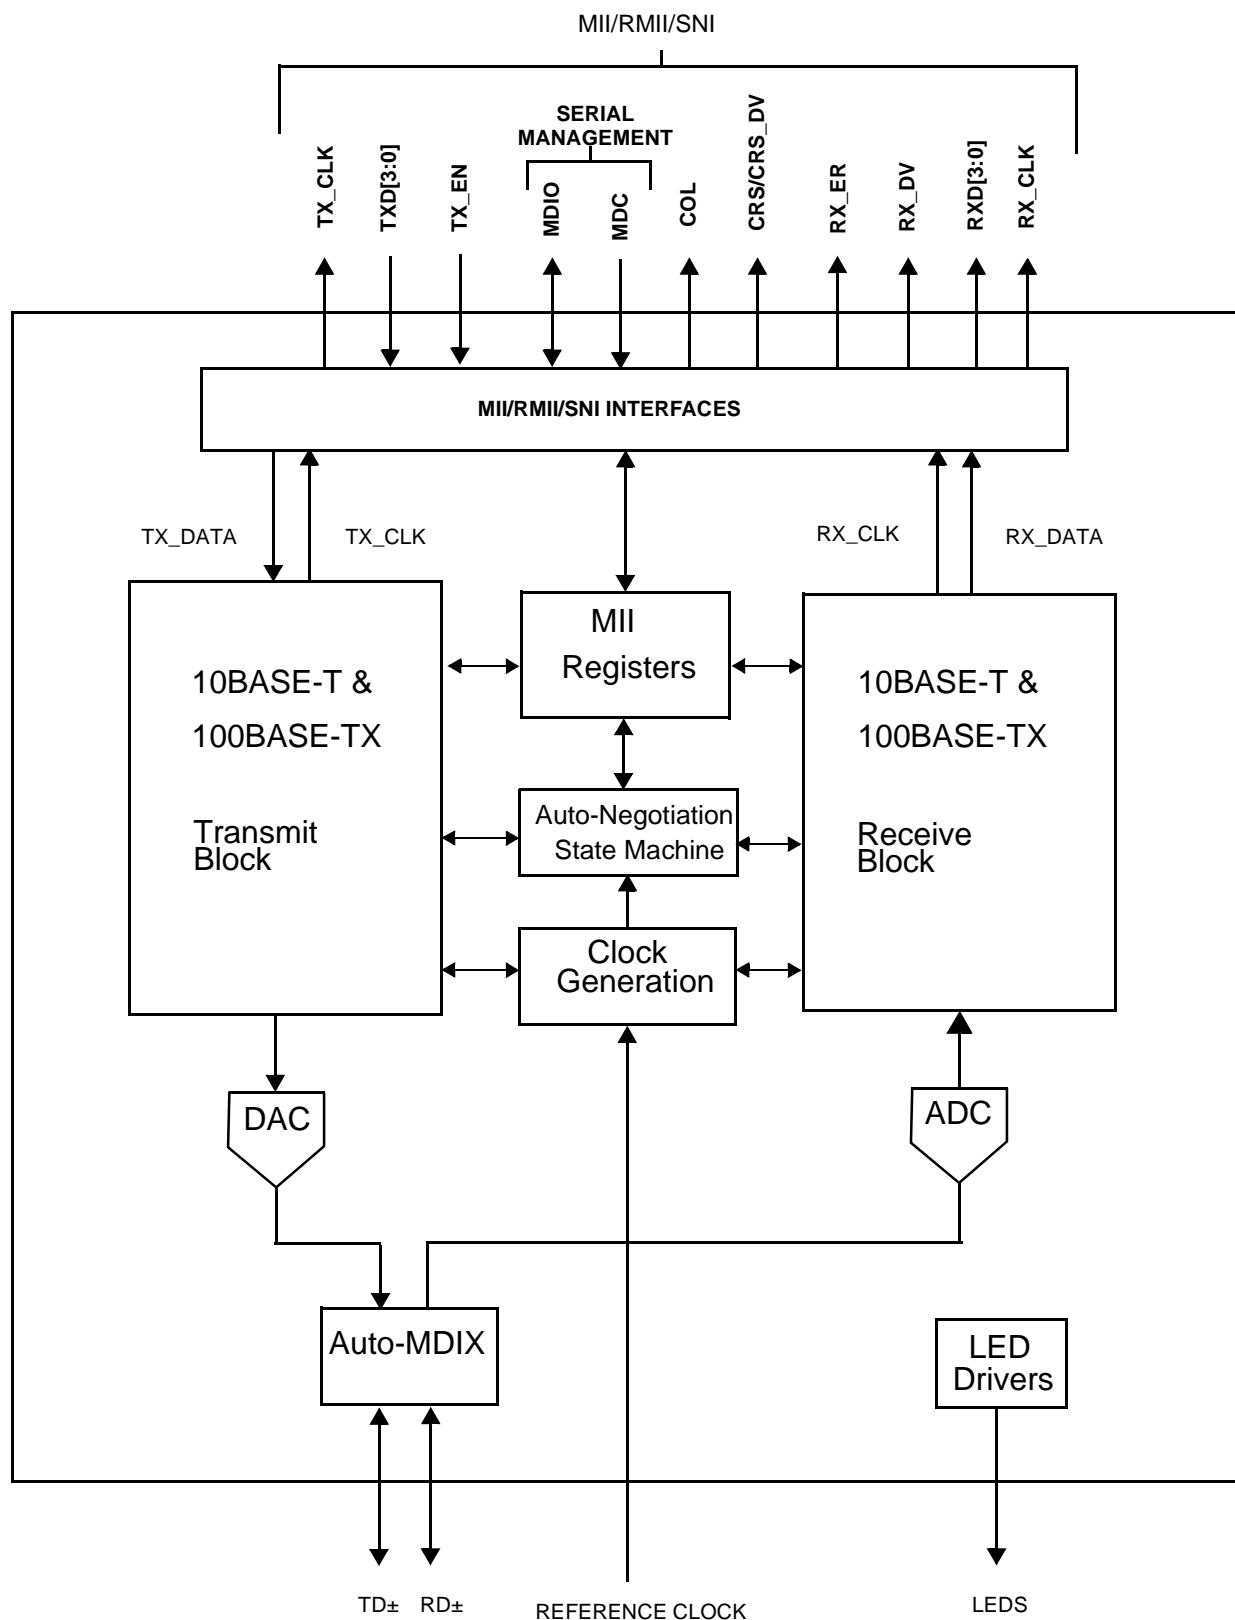 MII/RMII/SNI
SERIAL
MANAGEMENT
TX_CLK
TXD[3:0]
TX_EN
MDIO
MDC
COL
CRS/CRS_DV
RX_ER
RX_DV
RXD[3:0]
RX_CLK
MII/RMII/SNI INTERFACES
TX_DATA
TX_CLK
RX_CLK
RX_DATA
10BASE-T &
100BASE-TX
Transmit
Block
MII
Registers
Auto-Negotiation
State Machine
Clock
Generation
10BASE-T &
100BASE-TX
Receive
Block
DAC
ADC
Auto-MDIX
LED
Drivers
TD±
RD±
REFERENCE CLOCK
LEDS